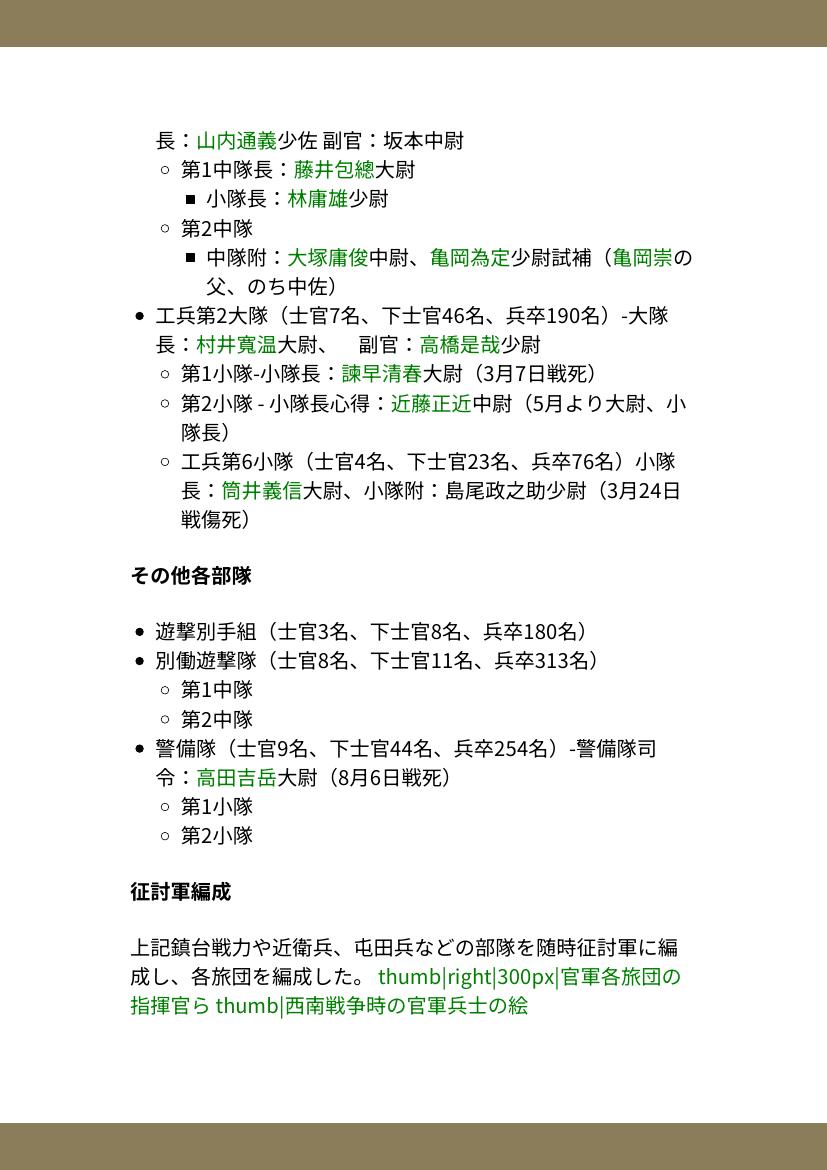 長：山内通義少佐 副官：坂本中尉
○ 第1中隊長：藤井包總大尉
■ 小隊長：林庸雄少尉
○ 第2中隊
■ 中隊附：大塚庸俊中尉、亀岡為定少尉試補（亀岡崇の
父、のち中佐）
● 工兵第2大隊（士官7名、下士官46名、兵卒190名）-大隊
長：村井寛温大尉、　副官：高橋是哉少尉
○ 第1小隊-小隊長：諫早清春大尉（3月7日戦死）
○ 第2小隊 - 小隊長心得：近藤正近中尉（5月より大尉、小
隊長）
○ 工兵第6小隊（士官4名、下士官23名、兵卒76名）小隊
長：筒井義信大尉、小隊附：島尾政之助少尉（3月24日
戦傷死）
その他各部隊
● 遊撃別手組（士官3名、下士官8名、兵卒180名）
● 別働遊撃隊（士官8名、下士官11名、兵卒313名）
○ 第1中隊
○ 第2中隊
● 警備隊（士官9名、下士官44名、兵卒254名）-警備隊司
令：高田吉岳大尉（8月6日戦死）
○ 第1小隊
○ 第2小隊
征討軍編成
上記鎮台戦力や近衛兵、屯田兵などの部隊を随時征討軍に編
成し、各旅団を編成した。 thumb|right|300px|官軍各旅団の
指揮官ら thumb|西南戦争時の官軍兵士の絵